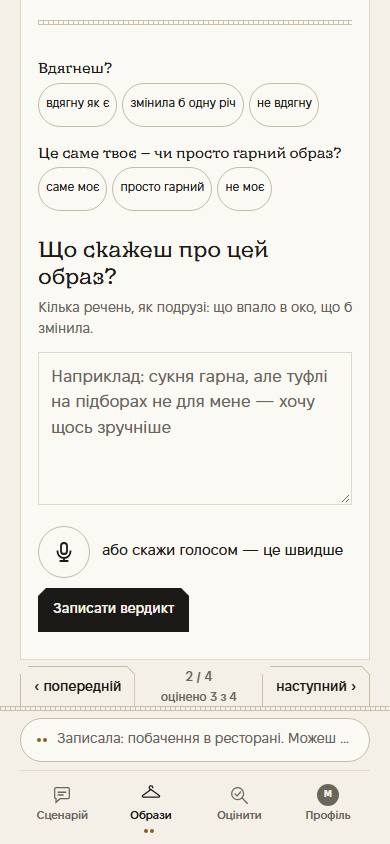 Вдягнеш?
вдягну як є
змінила б одну річ
не вдягну
Це саме твоє — чи просто гарний образ?
саме моє
просто гарний
не моє
Що скажеш про цей
образ?
Кілька речень, як подрузі: що впало в око, що б
змінила.
Наприклад: сукня гарна, але туфлі
на підборах не для мене — хочу
щось зручніше
або скажи голосом — це швидше
Записати вердикт
‹ попередній
2 / 4
оцінено 3 з 4
наступний ›
Записала: побачення в ресторані. Можеш ...
Сценарій
Образи
Оцінити
М
Профіль